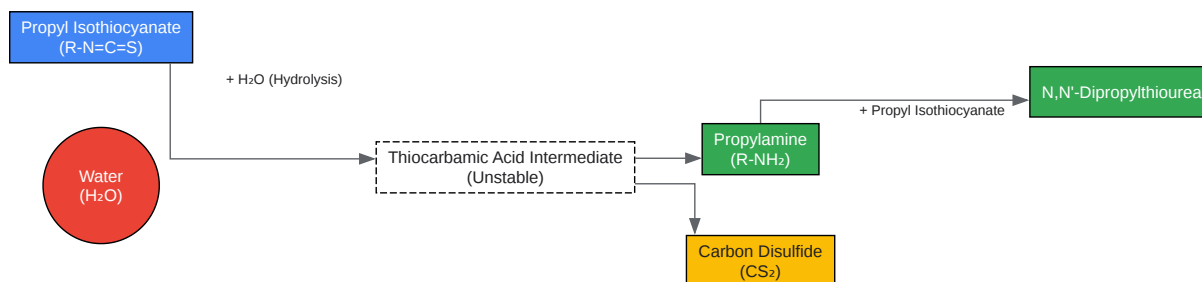 Propyl Isothiocyanate
(R-N=C=S)
+ H₂O (Hydrolysis)
Water
(H₂O)
Thiocarbamic Acid Intermediate
(Unstable)
Propylamine
(R-NH₂)
Carbon Disulfide
(CS₂)
+ Propyl Isothiocyanate
N,N'-Dipropylthiourea